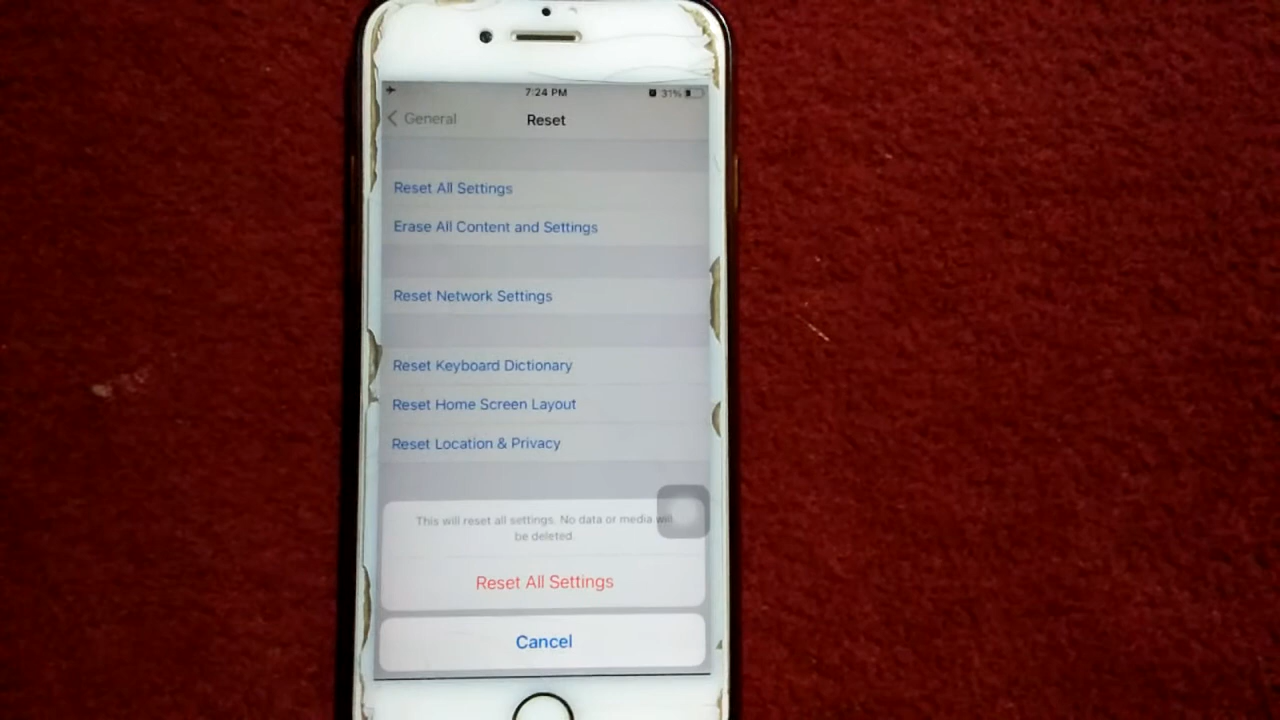 7:24 PM
31%
General
Reset
Reset All Settings
Erase All Content and Settings
Reset Network Settings
Reset Keyboard Dictionary
Reset Home Screen Layout
Reset Location & Privacy
This will reset all settings. No data or media will
be deleted.
Reset All Settings
Cancel